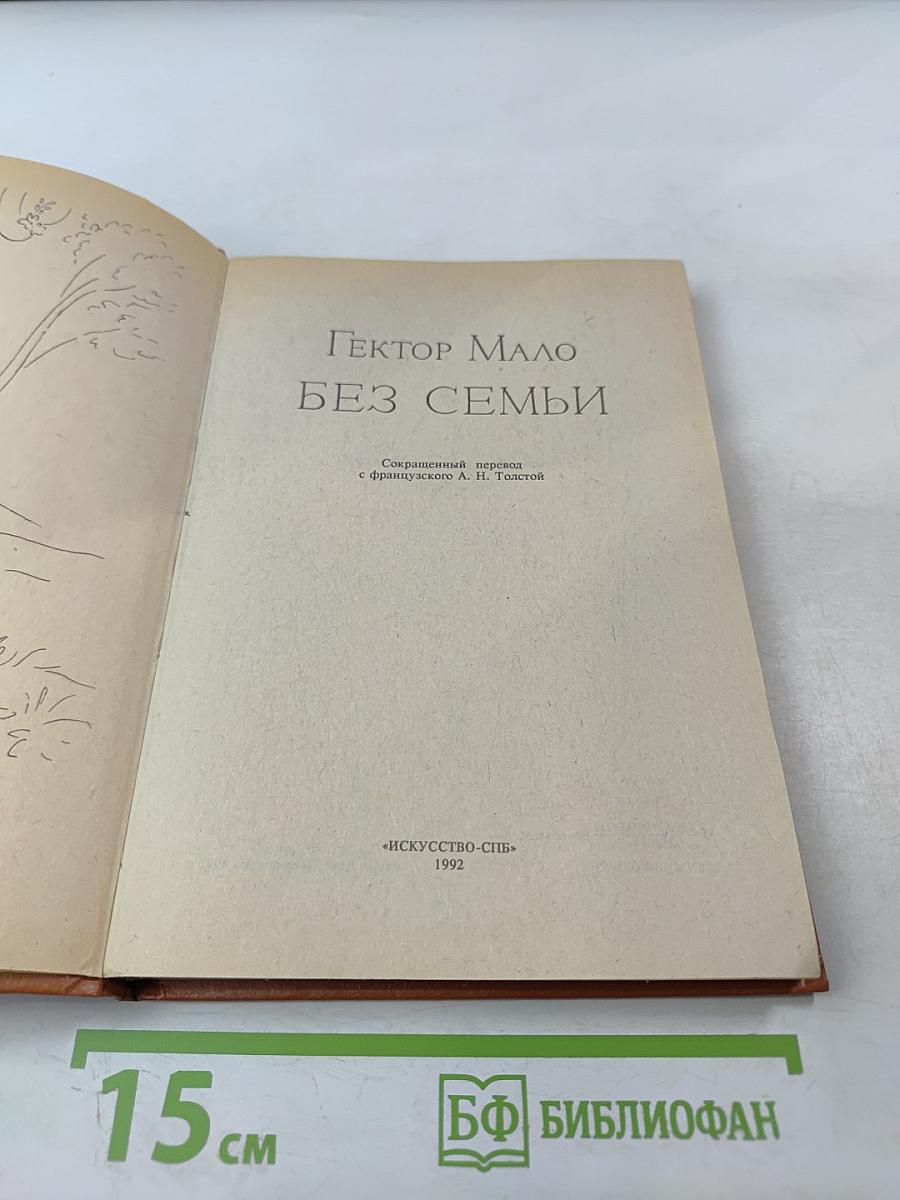 Гектор Мало
БЕЗ СЕМЬИ
Сокращенный перевод
с французского А. Н. Толстой
«ИСКУССТВО-СПБ»
1992
15 см
БФ БИБЛИОФАН